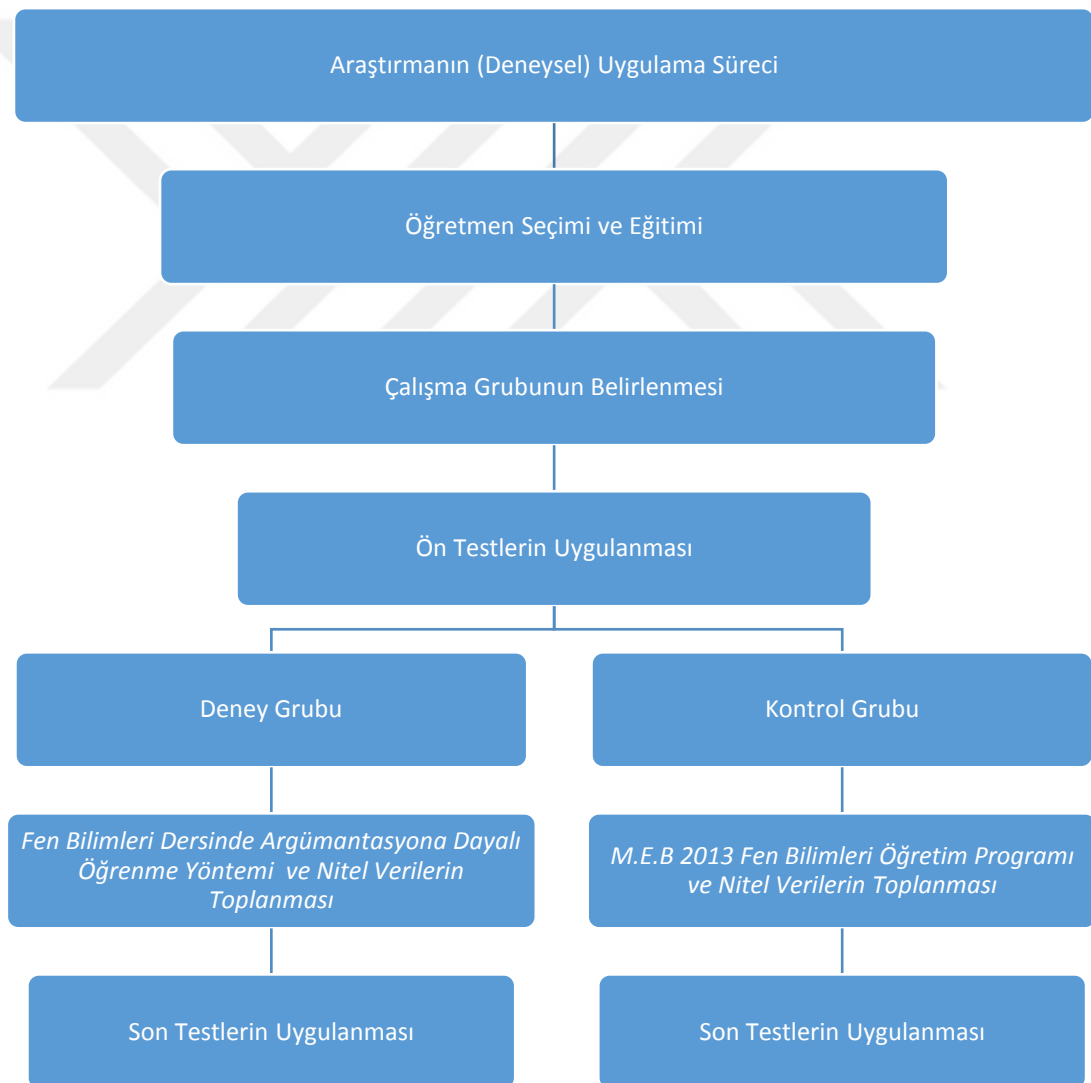 Araştırmanın (Deneysel) Uygulama Süreci
Öğretmen Seçimi ve Eğitimi
Çalışma Grubunun Belirlenmesi
Ön Testlerin Uygulanması
Deney Grubu
Kontrol Grubu
Fen Bilimleri Dersinde Argümantasyona Dayalı
Öğrenme Yöntemi ve Nitel Verilerin
Toplanması
M.E.B 2013 Fen Bilimleri Öğretim Programı
ve Nitel Verilerin Toplanması
Son Testlerin Uygulanması
Son Testlerin Uygulanması